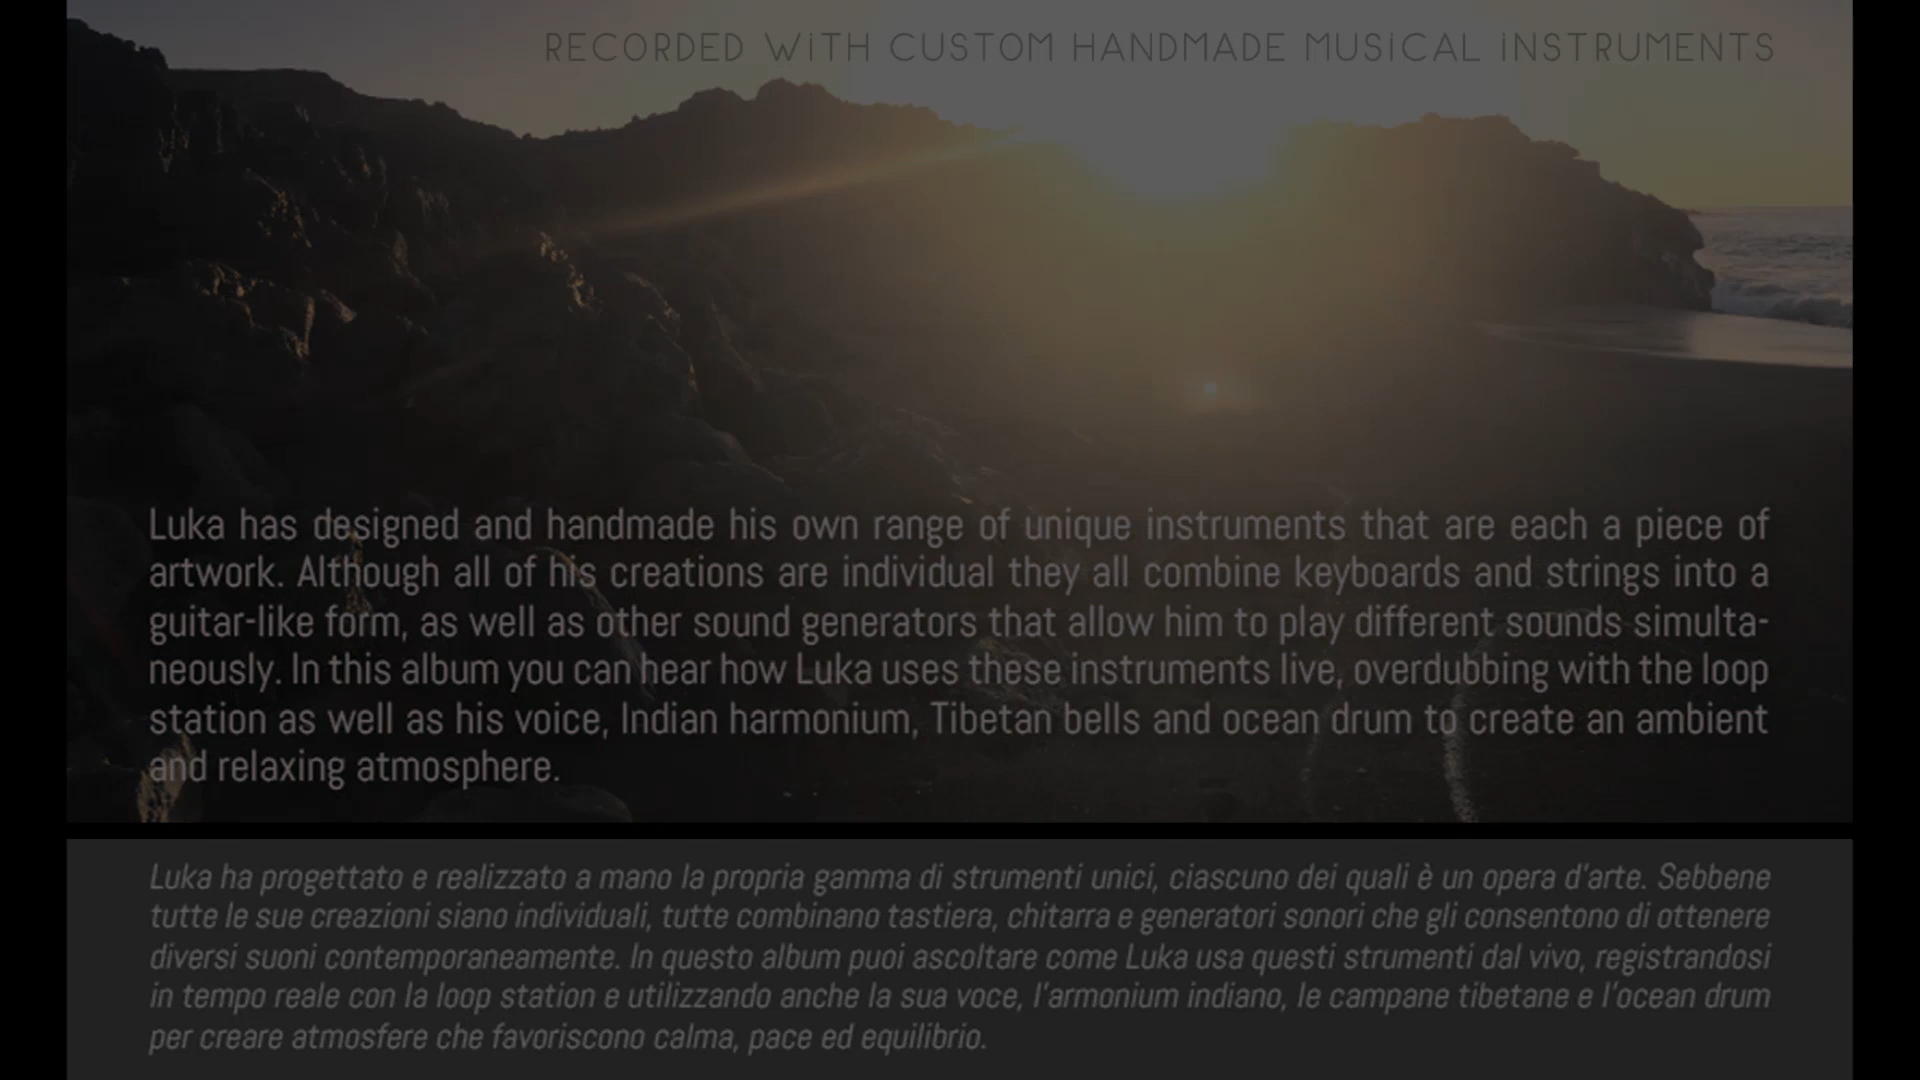 RECORDED WiTH CUSTOM HANDMADE MUSiCAL iNSTRUMENTS
Luka has designed and handmade his own range of unique instruments that are each a piece of
artwork. Although all of his creations are individual they all combine keyboards and strings into a
guitar-like form, as well as other sound generators that allow him to play different sounds simulta-
neously. In this album you can hear how Luka uses these instruments live, overdubbing with the loop
station as well as his voice, Indian harmonium, Tibetan bells and ocean drum to create an ambient
and relaxing atmosphere.
Luka ha progettato e realizzato a mano la propria gamma di strumenti unici, ciascuno dei quali è un opera d'arte. Sebbene
tutte le sue creazioni siano individuali, tutte combinano tastiera, chitarra e generatori sonori che gli consentono di ottenere
diversi suoni contemporaneamente. In questo album puoi ascoltare come Luka usa questi strumenti dal vivo, registrandosi
in tempo reale con la loop station e utilizzando anche la sua voce, l'armonium indiano, le campane tibetane e l'ocean drum
per creare atmosfere che favoriscono calma, pace ed equilibrio.